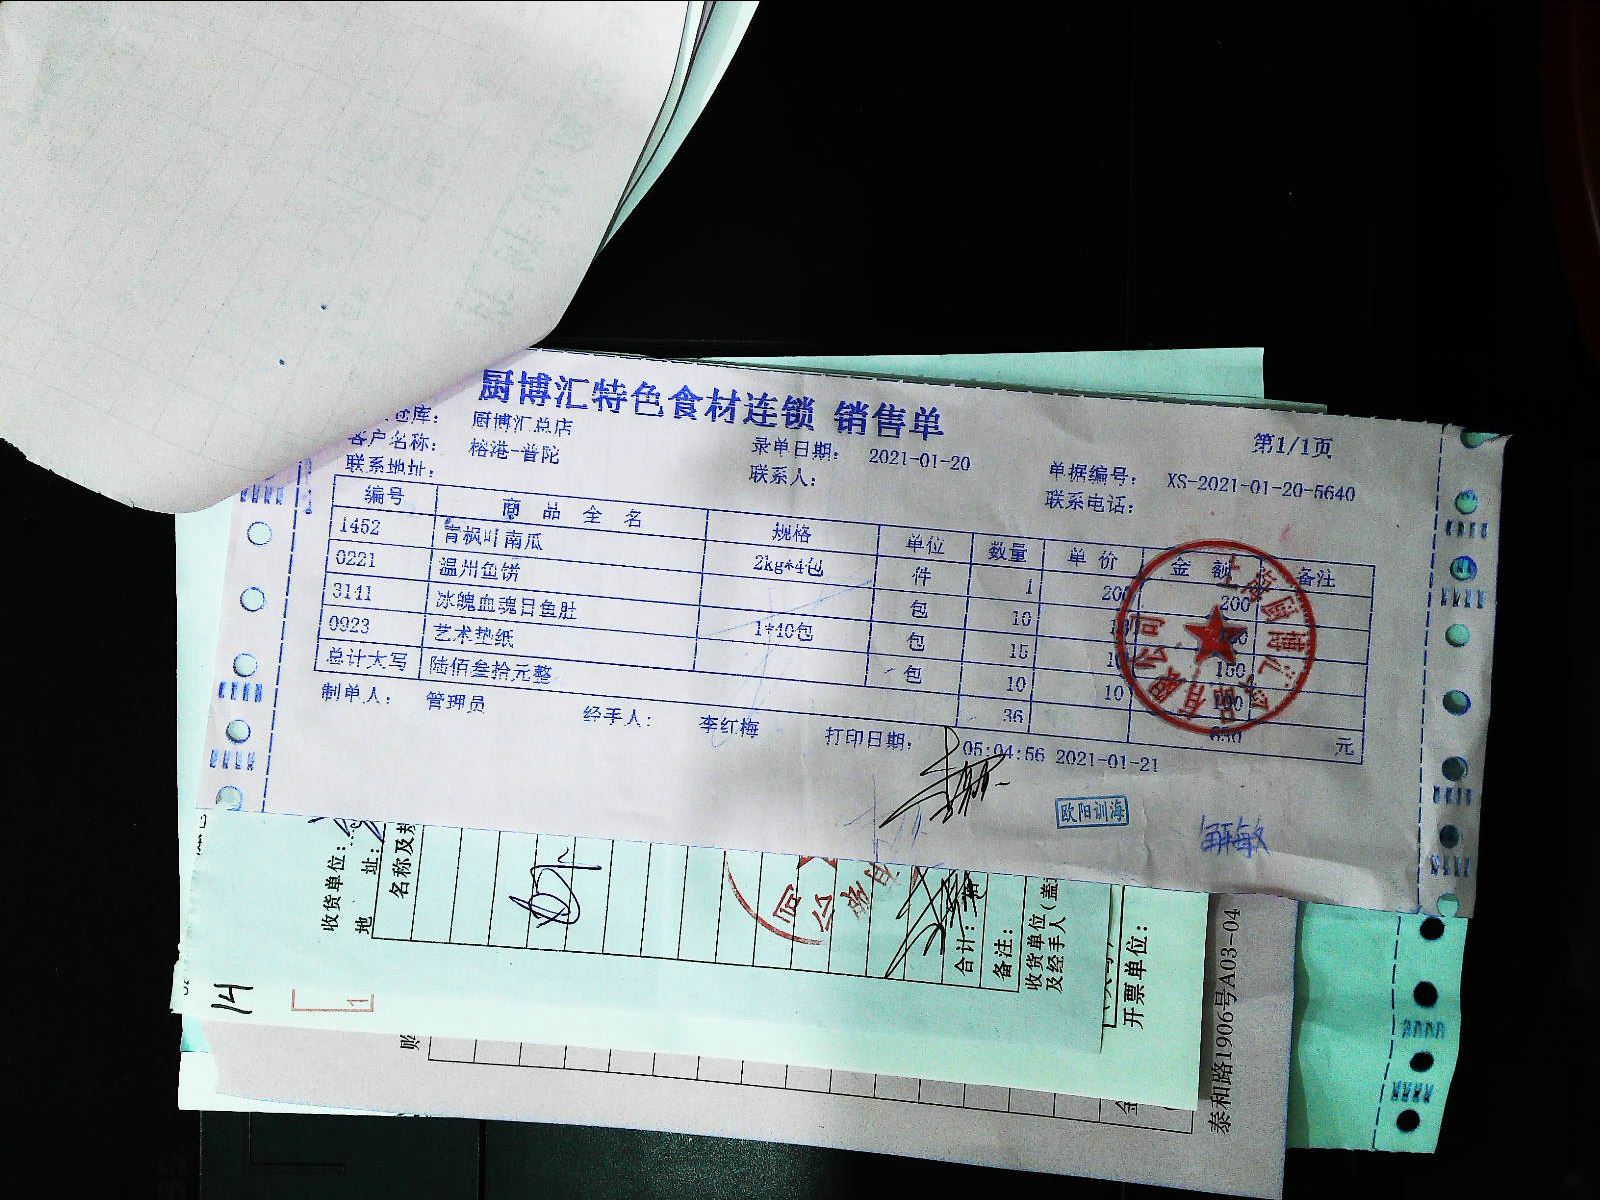 厨博汇特色食材连锁 销售单
第1/1页
仓库： 厨博汇总店
客户名称： 榕港-普陀 录单日期： 2021-01-20 单据编号： XS-2021-01-20-5640
联系地址： 联系人： 联系电话：
编号 商品全名 规格 单位 数量 单价 金额 备注
1452 青枫叶南瓜 2kg*4包 件 1 200 200
0221 温州鱼饼 包 10
3141 冰魄血魂目鱼肚 1*40包 包 15 10 150
0923 艺术垫纸 包 10 10 100
总计大写 陆佰叁拾元整 36 630 元
制单人： 管理员 经手人： 李红梅 打印日期： 05:04:56 2021-01-21
欧阳训海
收货单位：
地 址：
名称及规
合计：
备注：
收货单位（盖
及经手人
开票单位：
14
泰和路1906号A03-04